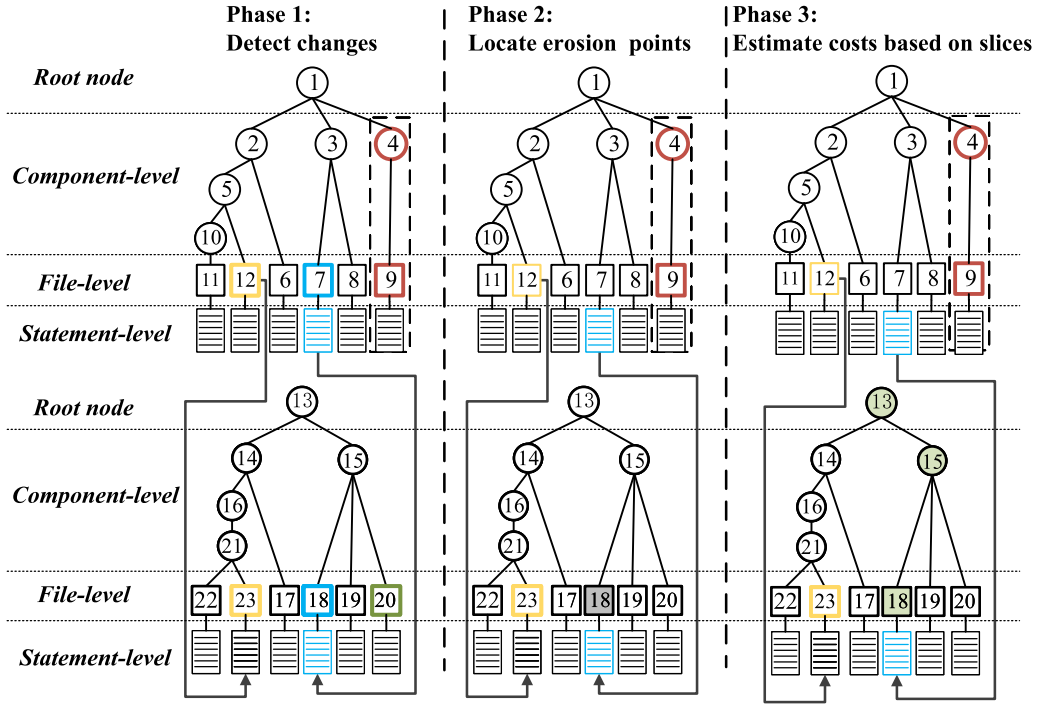 Phase 1:
Detect changes
Phase 2:
Locate erosion points
Phase 3:
Estimate costs based on slices
Root node
1
1
1
2 3 4
2 3 4
2 3 4
Component-level
5
5
5
10
10
10
File-level
11 12 6 7 8 9
11 12 6 7 8 9
11 12 6 7 8 9
Statement-level
Root node
13
13
13
14 15
14 15
14 15
Component-level
16
16
16
21
21
21
File-level
22 23 17 18 19 20
22 23 17 18 19 20
22 23 17 18 19 20
Statement-level